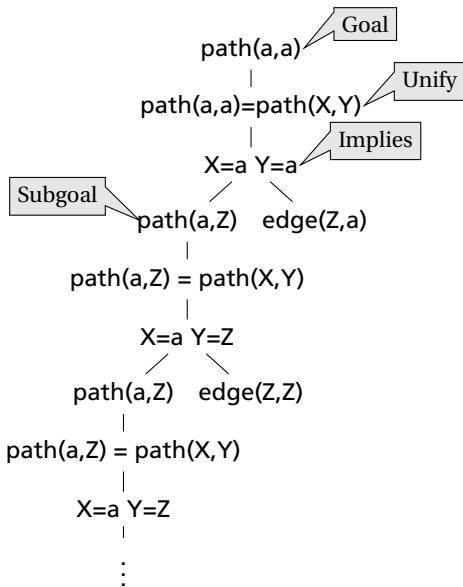 Goal
path(a,a)
Unify
path(a,a)=path(X,Y)
Implies
X=a Y=a
Subgoal
path(a,Z) edge(Z,a)
path(a,Z) = path(X,Y)
X=a Y=Z
path(a,Z) edge(Z,Z)
path(a,Z) = path(X,Y)
X=a Y=Z
⋮